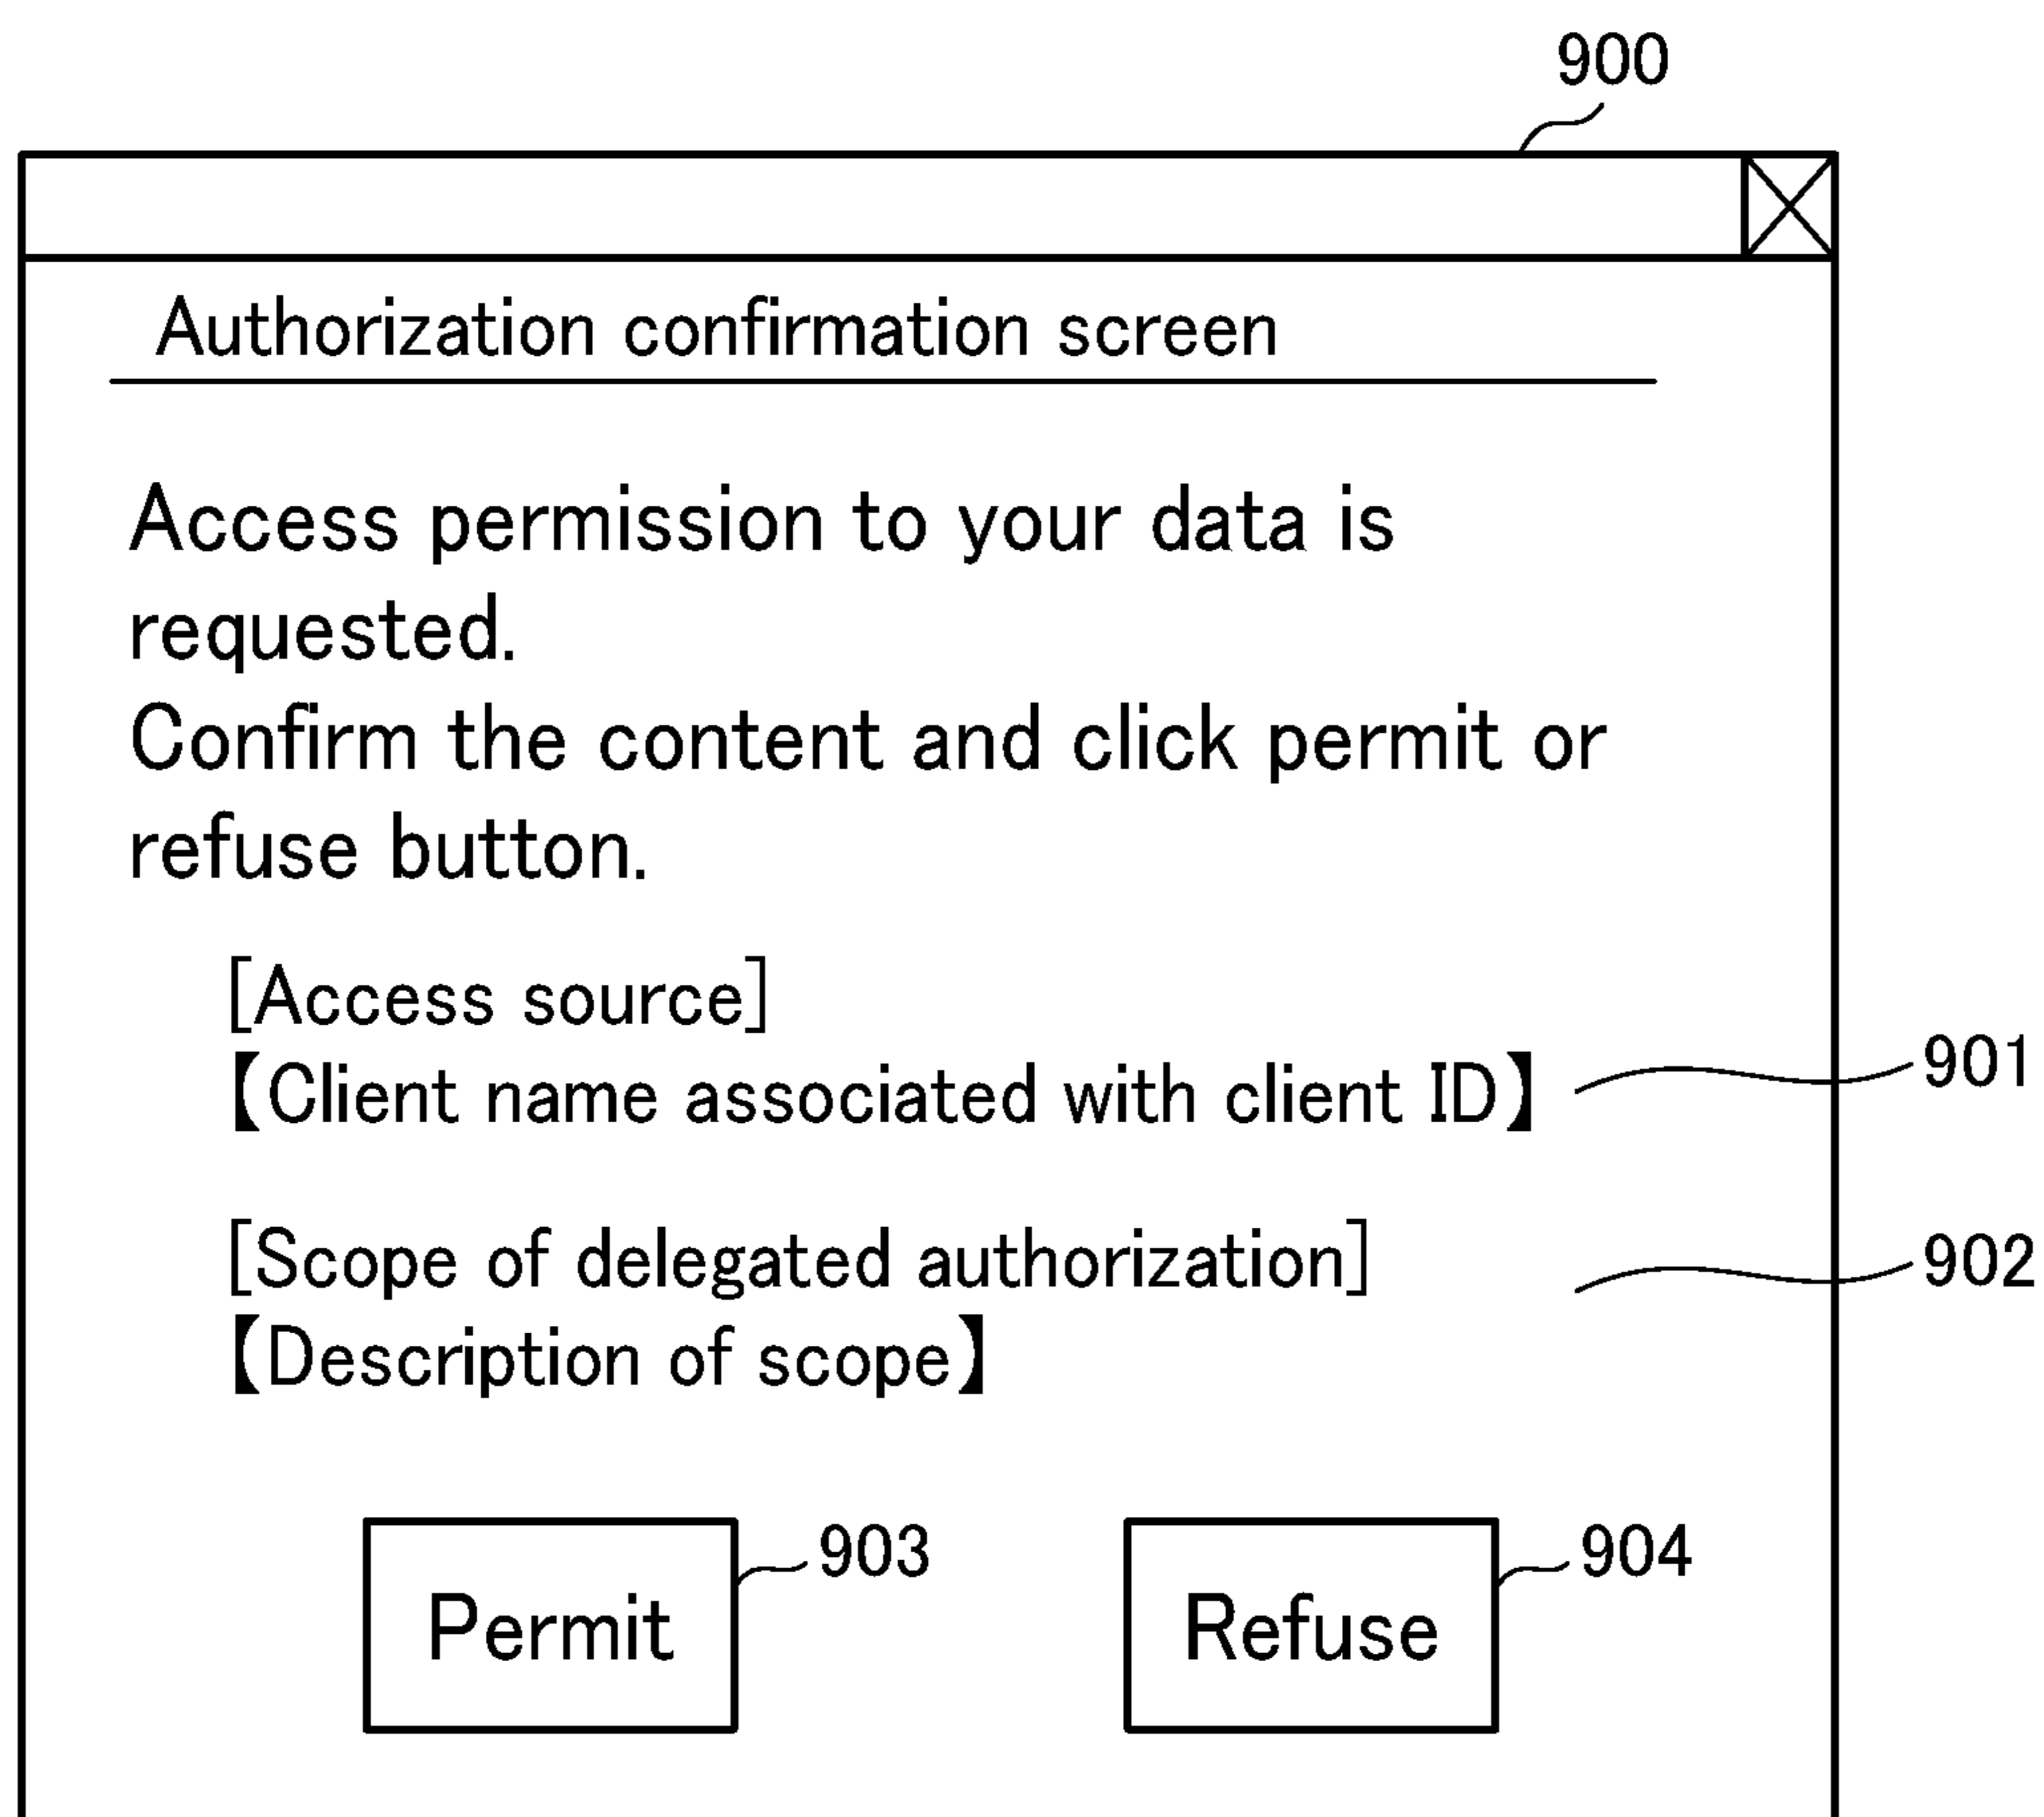 900
Authorization confirmation screen
Access permission to your data is
requested.
Confirm the content and click permit or
refuse button.
[Access source]
【Client name associated with client ID】 901
[Scope of delegated authorization] 902
【Description of scope】
Permit 903 Refuse 904